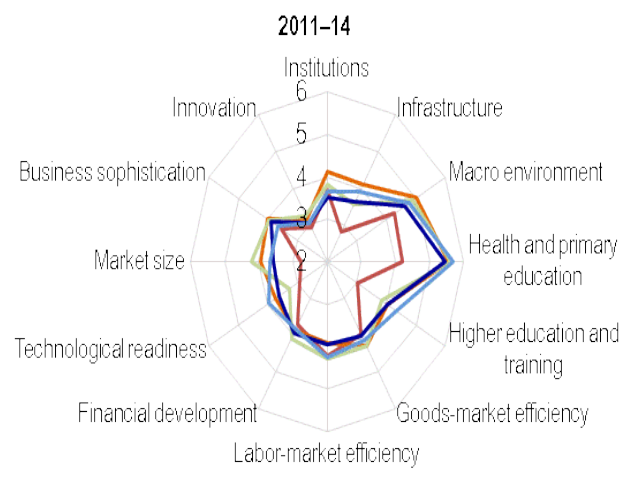 2011–14
Institutions
6
Innovation
Infrastructure
5
Business sophistication
4
Macro environment
3
Market size
2
Health and primary
education
Technological readiness
Higher education and
training
Financial development
Goods-market efficiency
Labor-market efficiency